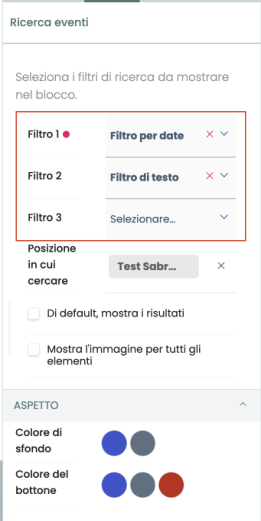 Ricerca eventi
Seleziona i filtri di ricerca da mostrare
nel blocco.
Filtro 1
Filtro per date
Filtro 2
Filtro di testo
Filtro 3
Selezionare...
Posizione
in cui
cercare
Test Sabr...
Di default, mostra i risultati
Mostra l'immagine per tutti gli
elementi
ASPETTO
Colore di
sfondo
Colore del
bottone